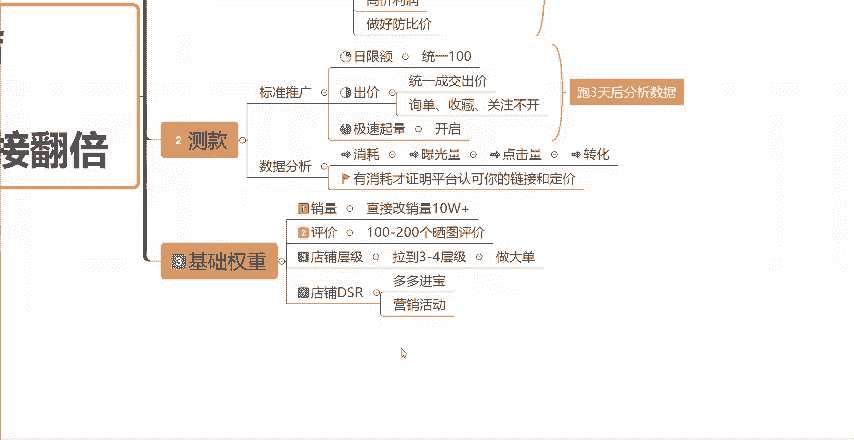 做好防比价
日限额
统一100
标准推广
出价
统一成交出价
询单、收藏、关注不开
跑3天后分析数据
极速起量
开启
接翻倍
2 测款
数据分析
消耗
曝光量
点击量
转化
有消耗才证明平台认可你的链接和定价
1 销量
直接改销量10W+
2 评价
100-200个晒图评价
3 基础权重
店铺层级
拉到3-4层级
做大单
店铺DSR
多多进宝
营销活动